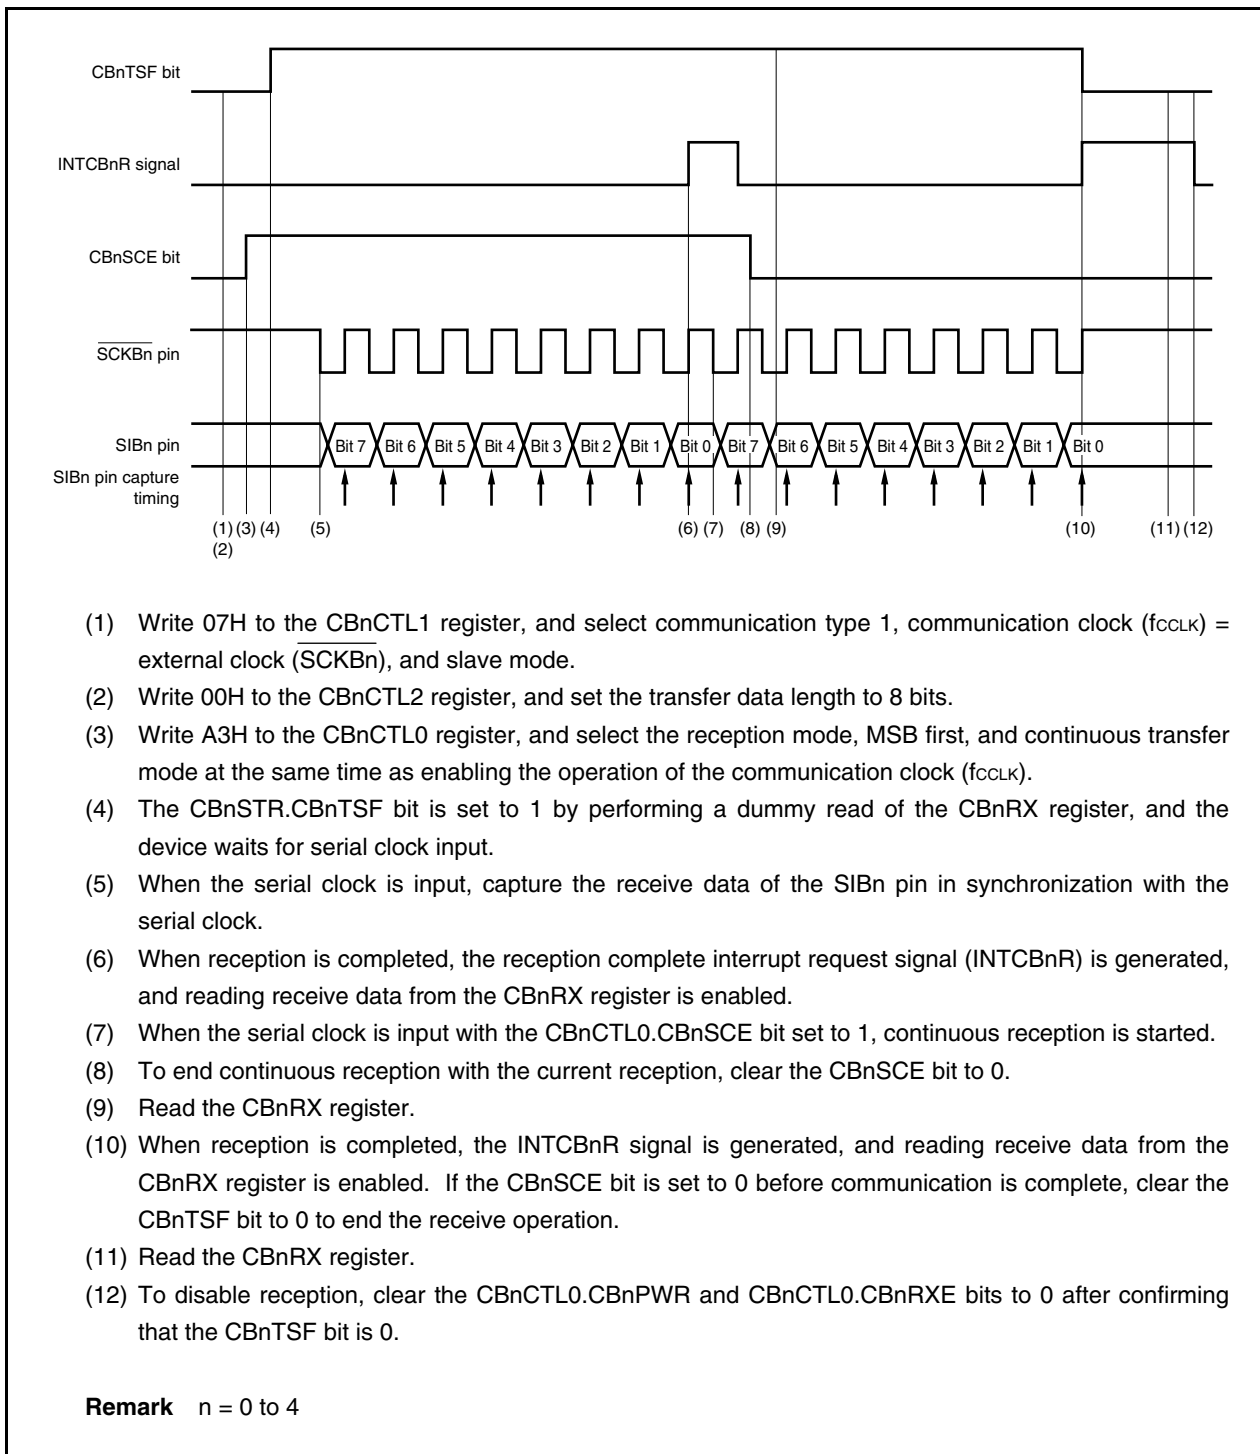 CBnTSF bit
INTCBnR signal
CBnSCE bit
SCKBn pin
SIBn pin
Bit 7 Bit 6 Bit 5 Bit 4 Bit 3 Bit 2 Bit 1 Bit 0 Bit 7 Bit 6 Bit 5 Bit 4 Bit 3 Bit 2 Bit 1 Bit 0
SIBn pin capture
timing
(1) (3) (4) (5) (6) (7) (8) (9) (10) (11) (12)
(2)
(1) Write 07H to the CBnCTL1 register, and select communication type 1, communication clock (fCCLK) =
external clock (SCKBn), and slave mode.
(2) Write 00H to the CBnCTL2 register, and set the transfer data length to 8 bits.
(3) Write A3H to the CBnCTL0 register, and select the reception mode, MSB first, and continuous transfer
mode at the same time as enabling the operation of the communication clock (fCCLK).
(4) The CBnSTR.CBnTSF bit is set to 1 by performing a dummy read of the CBnRX register, and the
device waits for serial clock input.
(5) When the serial clock is input, capture the receive data of the SIBn pin in synchronization with the
serial clock.
(6) When reception is completed, the reception complete interrupt request signal (INTCBnR) is generated,
and reading receive data from the CBnRX register is enabled.
(7) When the serial clock is input with the CBnCTL0.CBnSCE bit set to 1, continuous reception is started.
(8) To end continuous reception with the current reception, clear the CBnSCE bit to 0.
(9) Read the CBnRX register.
(10) When reception is completed, the INTCBnR signal is generated, and reading receive data from the
CBnRX register is enabled. If the CBnSCE bit is set to 0 before communication is complete, clear the
CBnTSF bit to 0 to end the receive operation.
(11) Read the CBnRX register.
(12) To disable reception, clear the CBnCTL0.CBnPWR and CBnCTL0.CBnRXE bits to 0 after confirming
that the CBnTSF bit is 0.
Remark n = 0 to 4